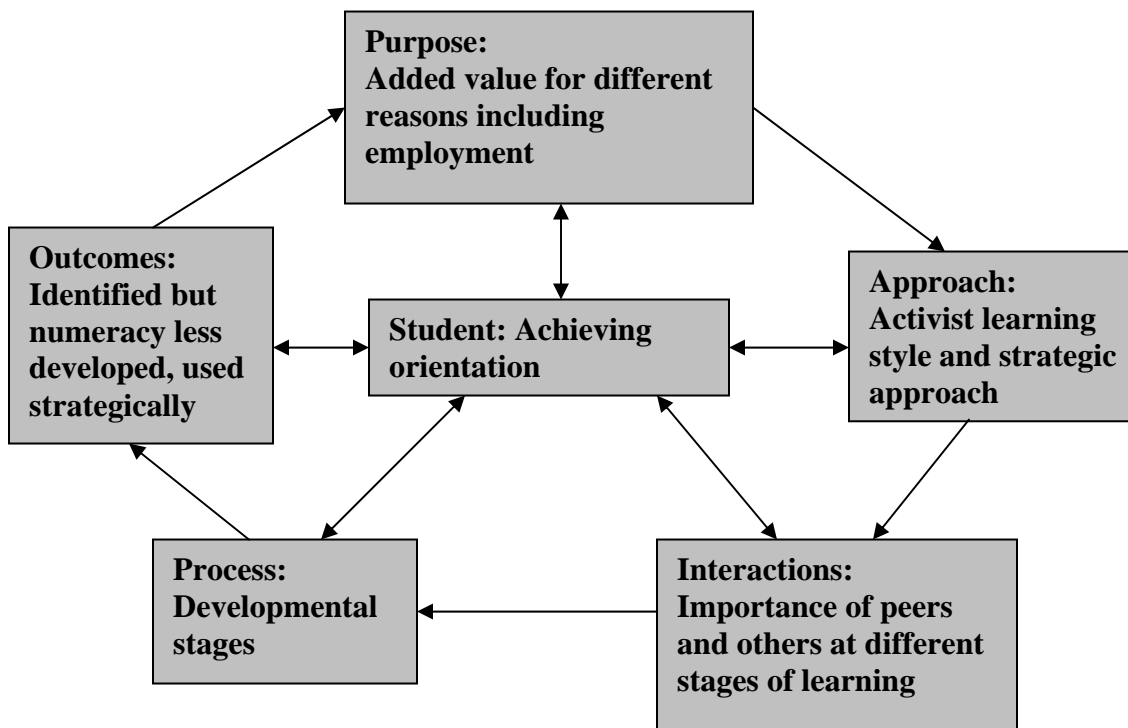 Purpose:
Added value for different
reasons including
employment
Outcomes:
Identified but
numeracy less
developed, used
strategically
Student: Achieving
orientation
Approach:
Activist learning
style and strategic
approach
Process:
Developmental
stages
Interactions:
Importance of peers
and others at different
stages of learning